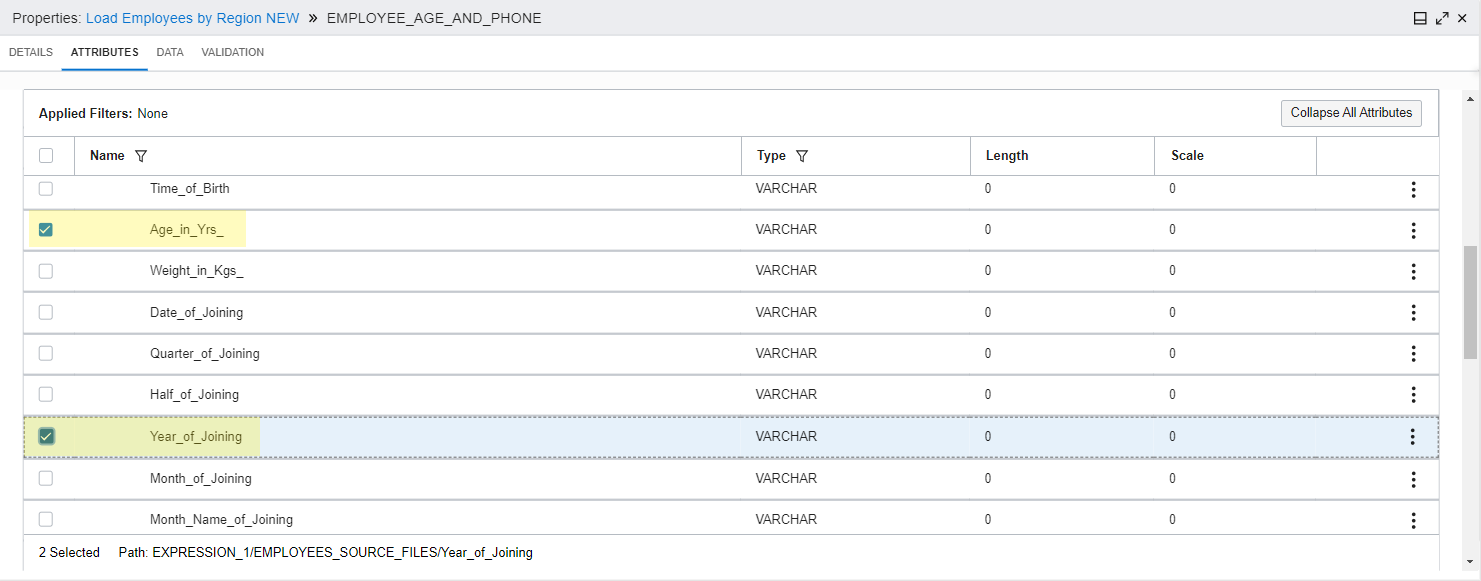 Properties: Load Employees by Region NEW » EMPLOYEE_AGE_AND_PHONE
DETAILS ATTRIBUTES DATA VALIDATION
Applied Filters: None Collapse All Attributes
Name Type Length Scale
Time_of_Birth VARCHAR 0 0
Age_in_Yrs_ VARCHAR 0 0
Weight_in_Kgs_ VARCHAR 0 0
Date_of_Joining VARCHAR 0 0
Quarter_of_Joining VARCHAR 0 0
Half_of_Joining VARCHAR 0 0
Year_of_Joining VARCHAR 0 0
Month_of_Joining VARCHAR 0 0
Month_Name_of_Joining VARCHAR 0 0
2 Selected Path: EXPRESSION_1/EMPLOYEES_SOURCE_FILES/Year_of_Joining